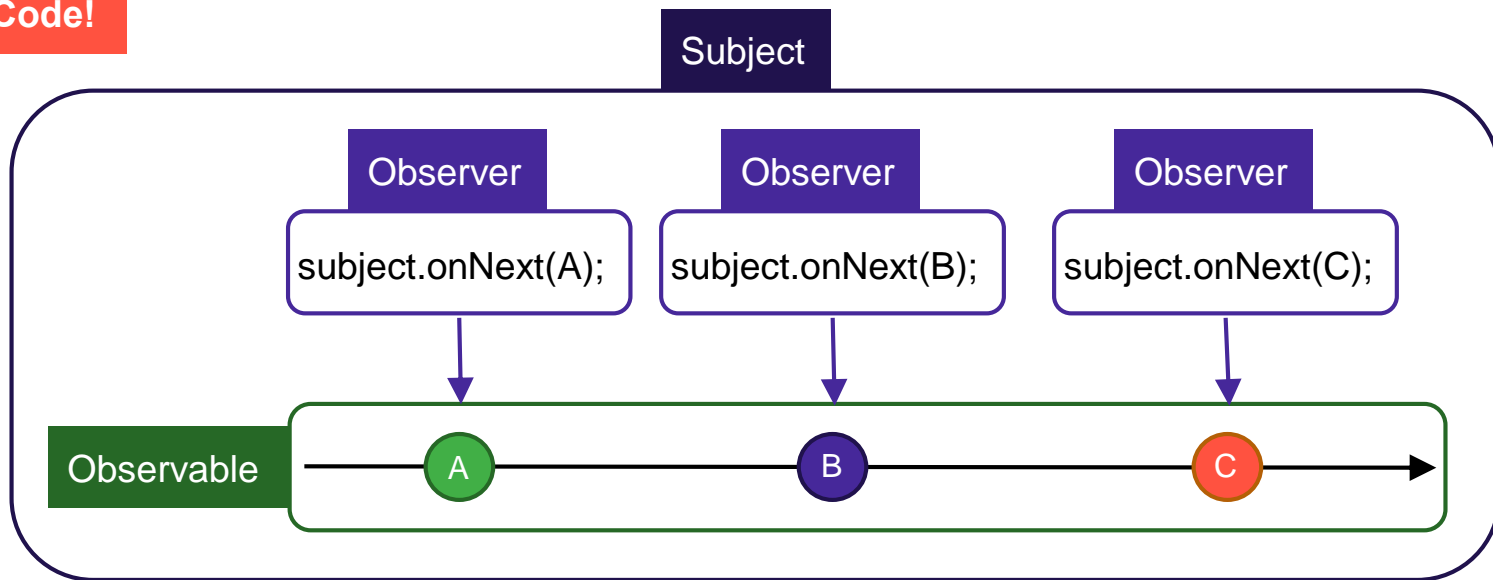 Code!
Subject
Observer
Observer
Observer
subject.onNext(A);
subject.onNext(B);
subject.onNext(C);
Observable
A
B
C